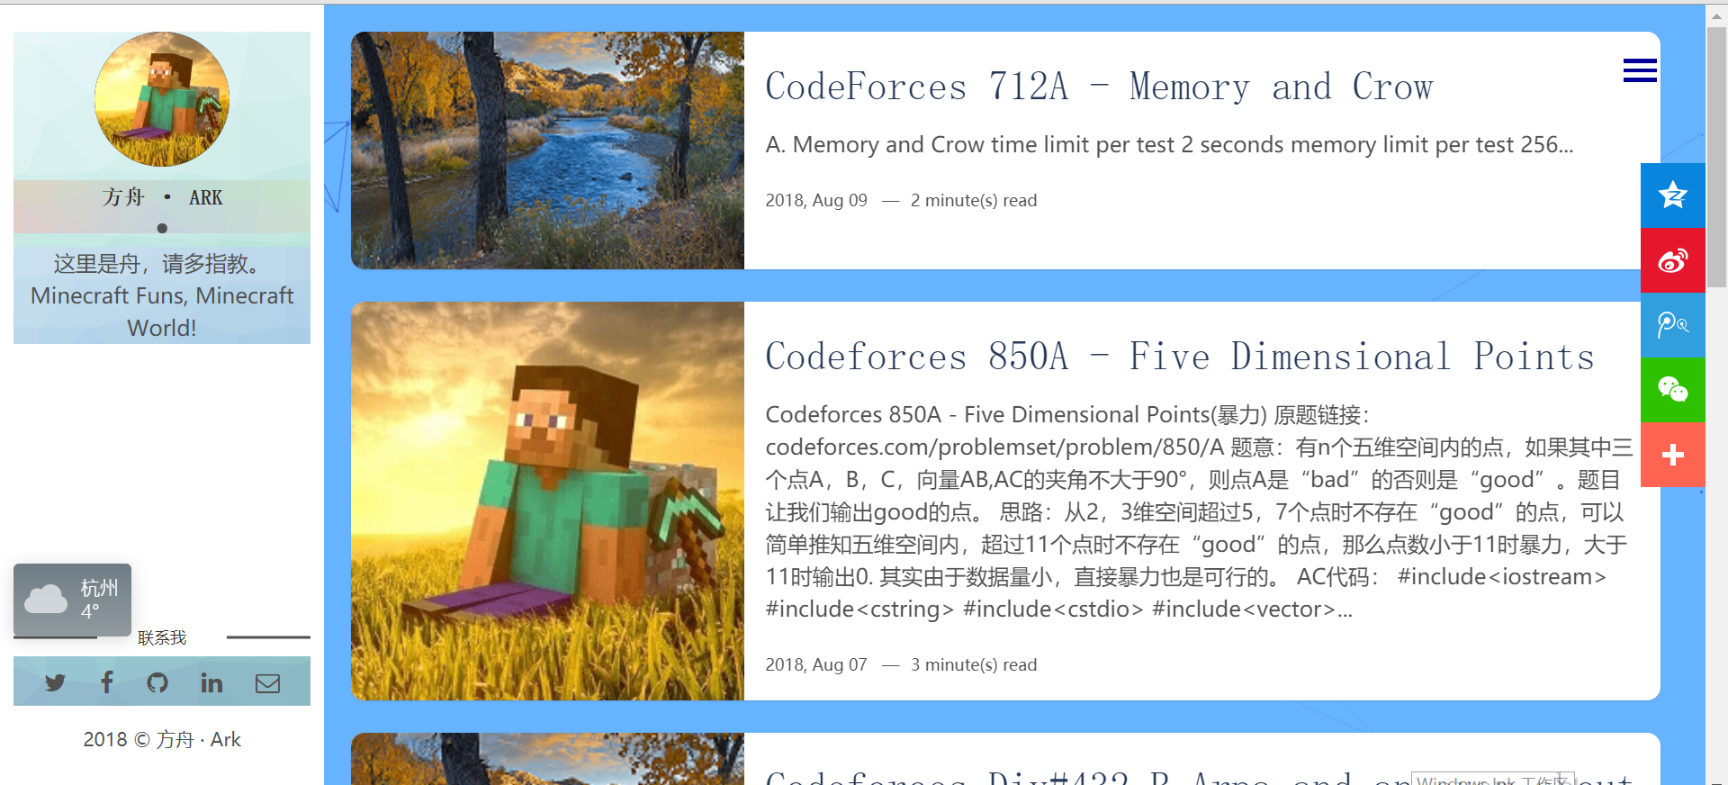 方舟 · ARK
这里是舟，请多指教。
Minecraft Funs, Minecraft
World!
杭州
4°
联系我
2018 © 方舟 · Ark
CodeForces 712A - Memory and Crow
A. Memory and Crow time limit per test 2 seconds memory limit per test 256...
2018, Aug 09 — 2 minute(s) read
Codeforces 850A - Five Dimensional Points
Codeforces 850A - Five Dimensional Points(暴力) 原题链接：
codeforces.com/problemset/problem/850/A 题意：有n个五维空间内的点，如果其中三
个点A，B，C，向量AB,AC的夹角不大于90°，则点A是“bad”的否则是“good”。题目
让我们输出good的点。 思路：从2，3维空间超过5，7个点时不存在“good”的点，可以
简单推知五维空间内，超过11个点时不存在“good”的点，那么点数小于11时暴力，大于
11时输出0. 其实由于数据量小，直接暴力也是可行的。 AC代码： #include<iostream>
#include<cstring> #include<cstdio> #include<vector>...
2018, Aug 07 — 3 minute(s) read
Codeforces Div#432 B Arpa and an
Windows Ink 工作区